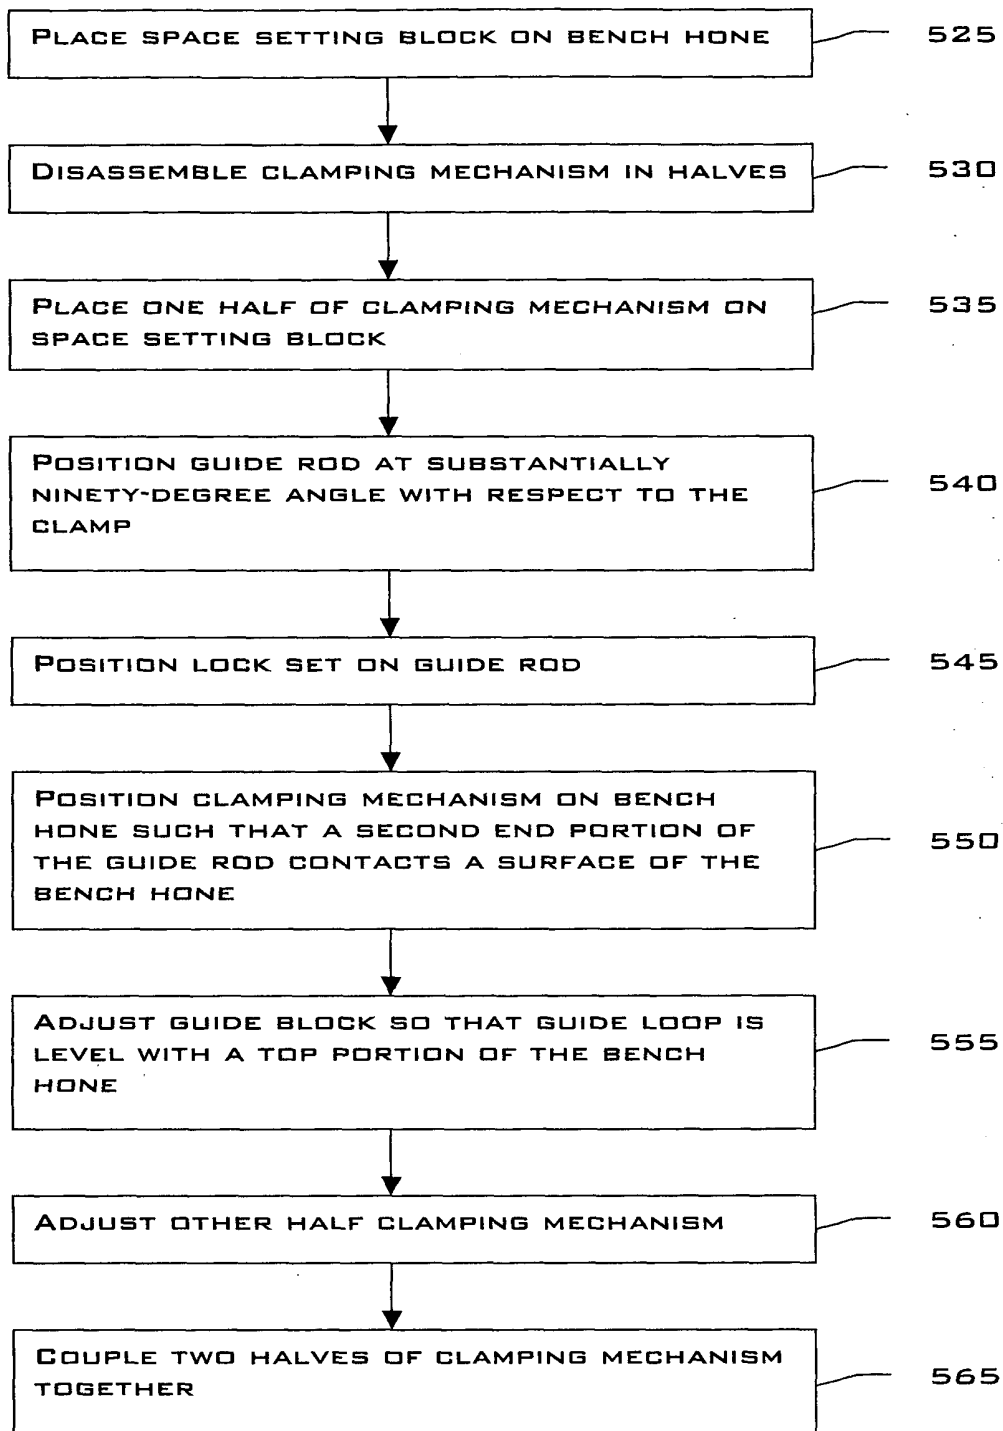 PLACE SPACE SETTING BLOCK ON BENCH HONE
525
DISASSEMBLE CLAMPING MECHANISM IN HALVES
530
PLACE ONE HALF OF CLAMPING MECHANISM ON
SPACE SETTING BLOCK
535
POSITION GUIDE ROD AT SUBSTANTIALLY
NINETY-DEGREE ANGLE WITH RESPECT TO THE
CLAMP
540
POSITION LOCK SET ON GUIDE ROD
545
POSITION CLAMPING MECHANISM ON BENCH
HONE SUCH THAT A SECOND END PORTION OF
THE GUIDE ROD CONTACTS A SURFACE OF THE
BENCH HONE
550
ADJUST GUIDE BLOCK SO THAT GUIDE LOOP IS
LEVEL WITH A TOP PORTION OF THE BENCH
HONE
555
ADJUST OTHER HALF CLAMPING MECHANISM
560
COUPLE TWO HALVES OF CLAMPING MECHANISM
TOGETHER
565